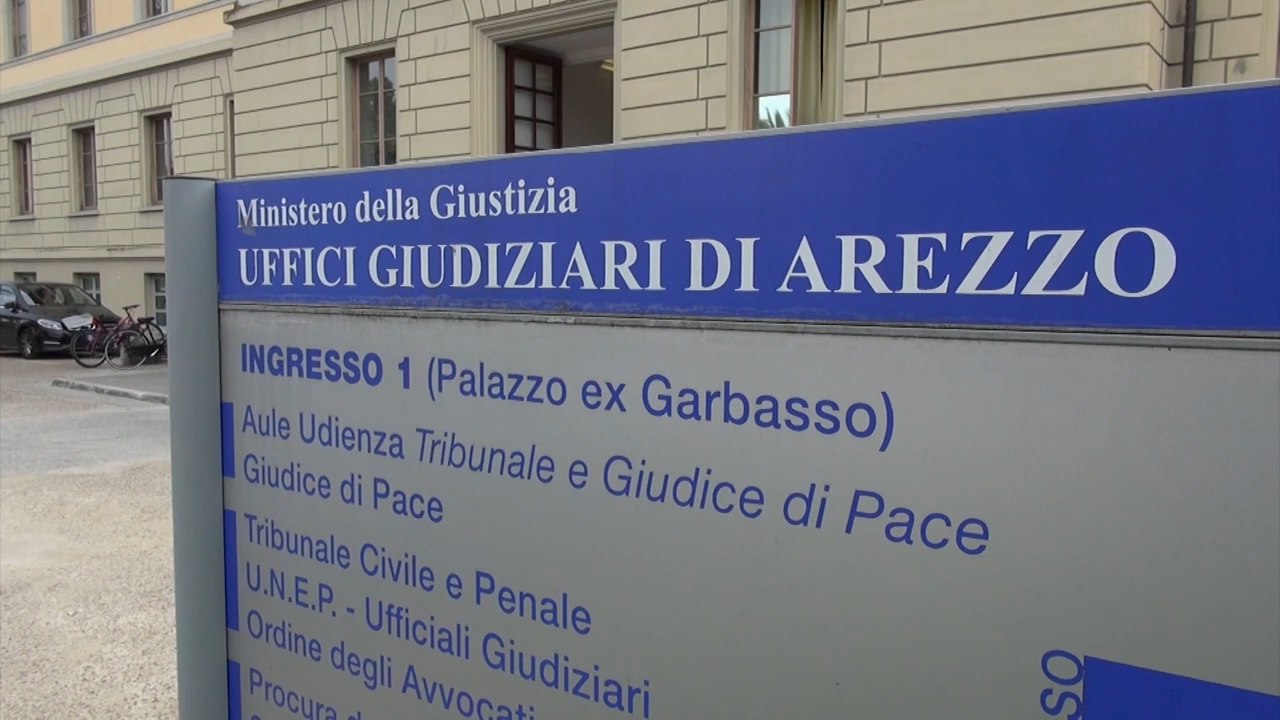 Ministero della Giustizia
UFFICI GIUDIZIARI DI AREZZO
INGRESSO 1 (Palazzo ex Garbasso)
Aule Udienza Tribunale e Giudice di Pace
Giudice di Pace
Tribunale Civile e Penale
U.N.E.P. - Ufficiali Giudiziari
Ordine degli Avvocati
Procura